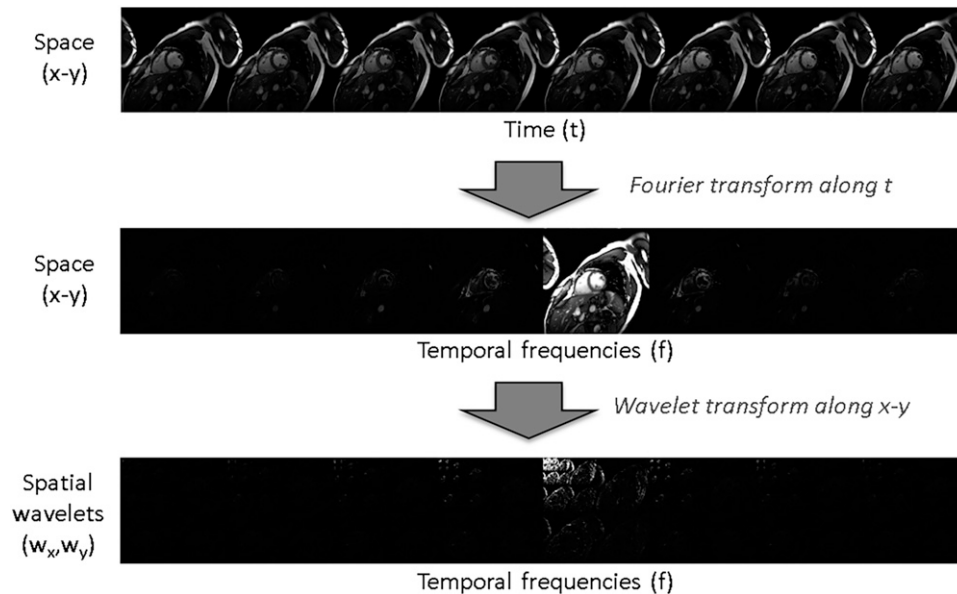 Space
(x-y)
Time (t)
Fourier transform along t
Space
(x-y)
Temporal frequencies (f)
Wavelet transform along x-y
Spatial
wavelets
(wx,wy)
Temporal frequencies (f)